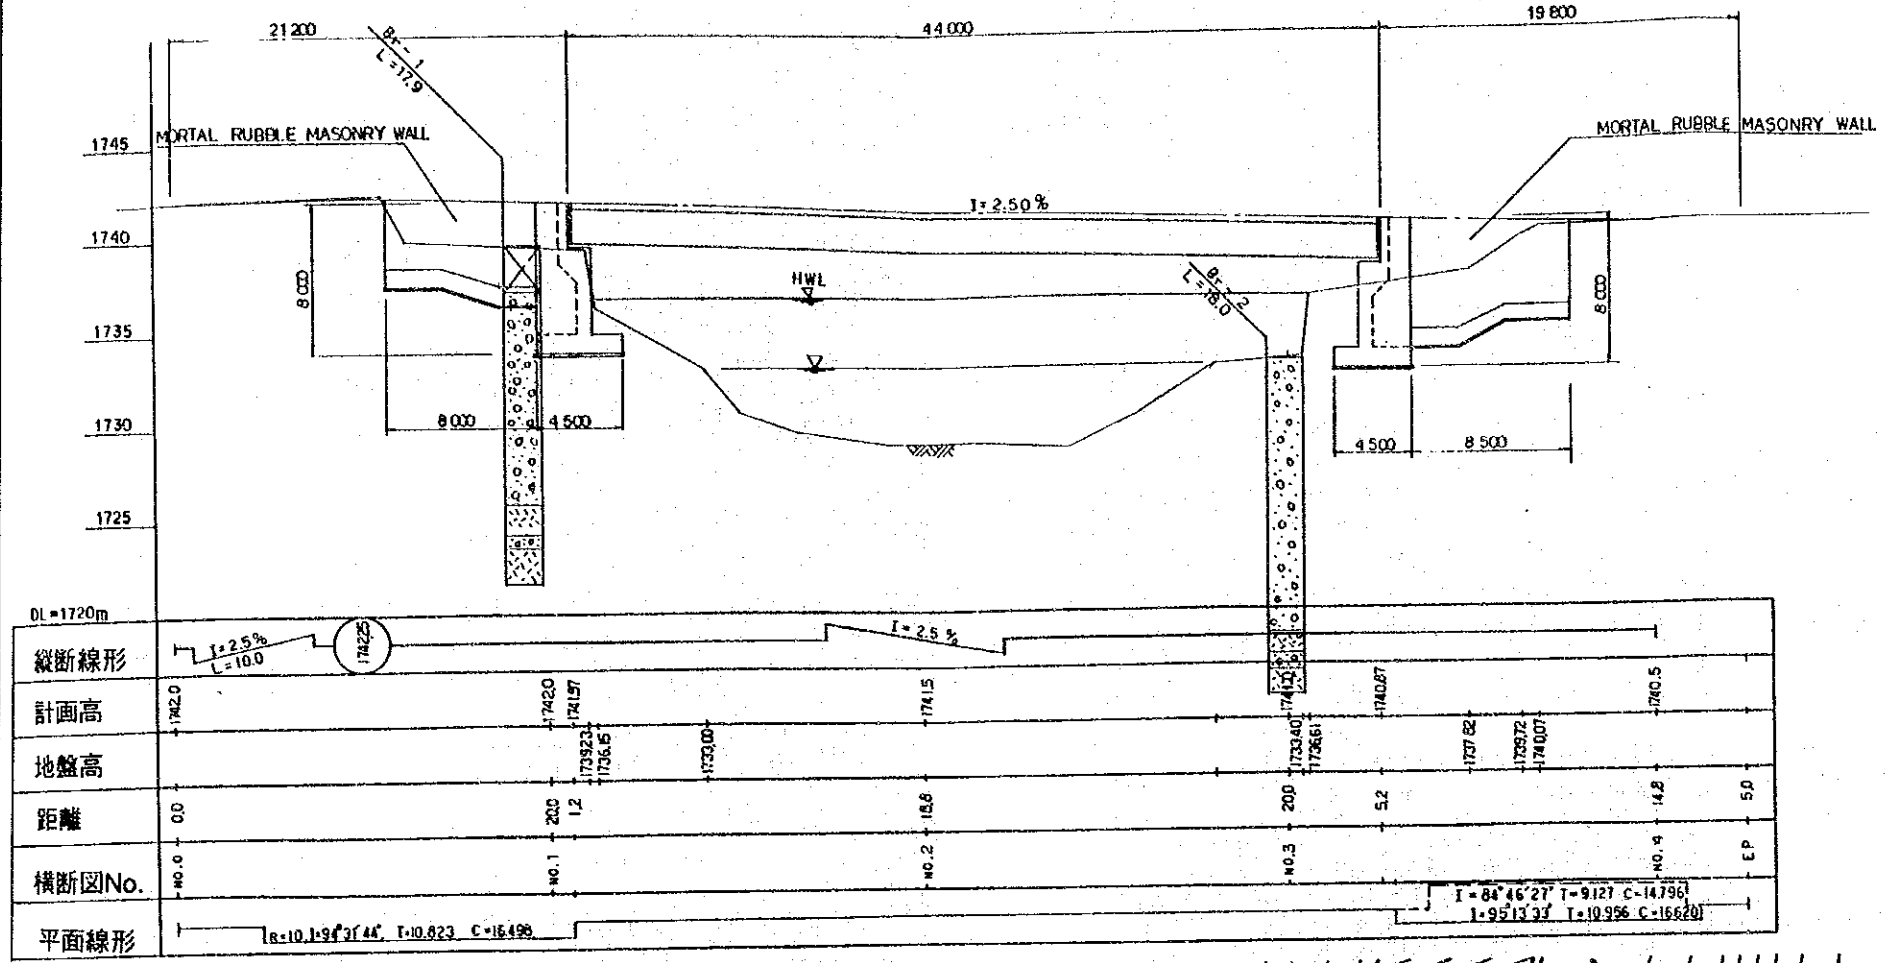 21 200
44 000
19 800
Br - 1
L = 17.9
MORTAL RUBBLE MASONRY WALL
MORTAL RUBBLE MASONRY WALL
1745
I = 2.50 %
1740
HWL
Br - 2
L = 18.0
8 000
8 000
1735
1730
8 000
4 500
4 500
8 500
1725
DL = 1720m
縦断線形
I = 2.5 %
L = 10.0
1742.25
I = 2.5 %
計画高
1742.0
1742.0
1741.97
1741.5
1741.0
1740.87
1740.5
地盤高
1739.23
1736.15
1733.00
1733.40
1736.61
1737.82
1739.72
1740.07
距離
0.0
20.0
1.2
18.8
20.0
5.2
14.8
5.0
横断図No.
NO.0
NO.1
NO.2
NO.3
NO.4
EP
平面線形
R=10 I=94°31'44" T=10.823 C=16.498
I = 84°46'27" T=9.127 C=14.796
I=95°13'33" T=10.956 C=16.620